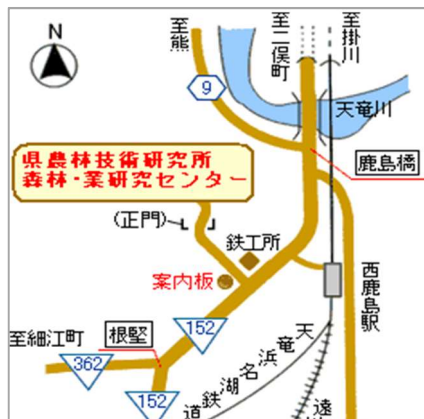 N
至熊
至二俣町
至掛川
9
天竜川
県農林技術研究所
森林・業研究センター
鹿島橋
(正門)
鉄工所
案内板
西鹿島駅
152
至細江町
根堅
362
152
天竜浜名湖鉄道
遠